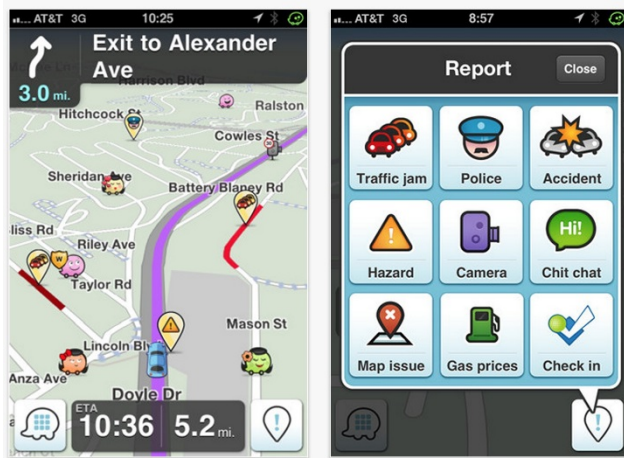 AT&T 3G 10:25
Exit to Alexander
Ave
3.0 mi.
Harrison Blvd
Hitchcock St
Ralston
Cowles St
Sheridan Ave
Battery Blaney Rd
liss Rd
Riley Ave
Taylor Rd
W
Mason St
Lincoln Blv
Anza Ave
Doyle Dr
ETA
10:36 5.2 mi.
AT&T 3G 8:57
Report
Close
Traffic jam
Police
Accident
Hazard
Camera
Hi!
Chit chat
Map issue
Gas prices
Check in